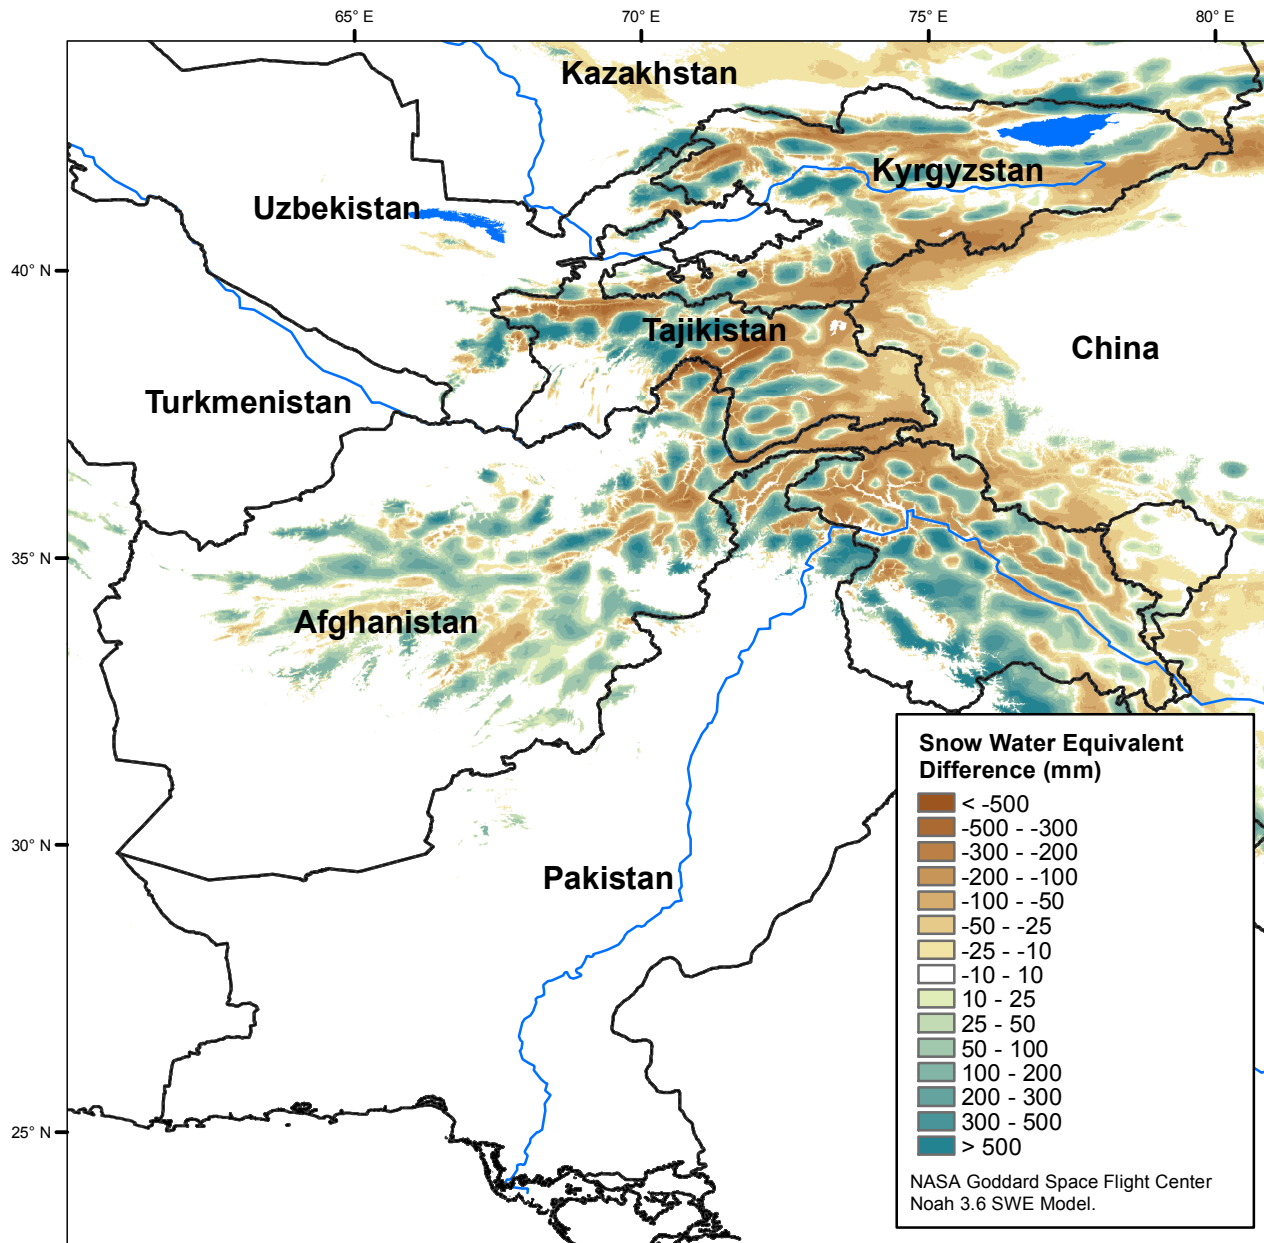 65° E
70° E
75° E
80° E
Kazakhstan
Kyrgyzstan
Uzbekistan
40° N
Tajikistan
China
Turkmenistan
35° N
Afghanistan
30° N
Pakistan
25° N
Snow Water Equivalent
Difference (mm)
< -500
-500 - -300
-300 - -200
-200 - -100
-100 - -50
-50 - -25
-25 - -10
-10 - 10
10 - 25
25 - 50
50 - 100
100 - 200
200 - 300
300 - 500
> 500
NASA Goddard Space Flight Center
Noah 3.6 SWE Model.